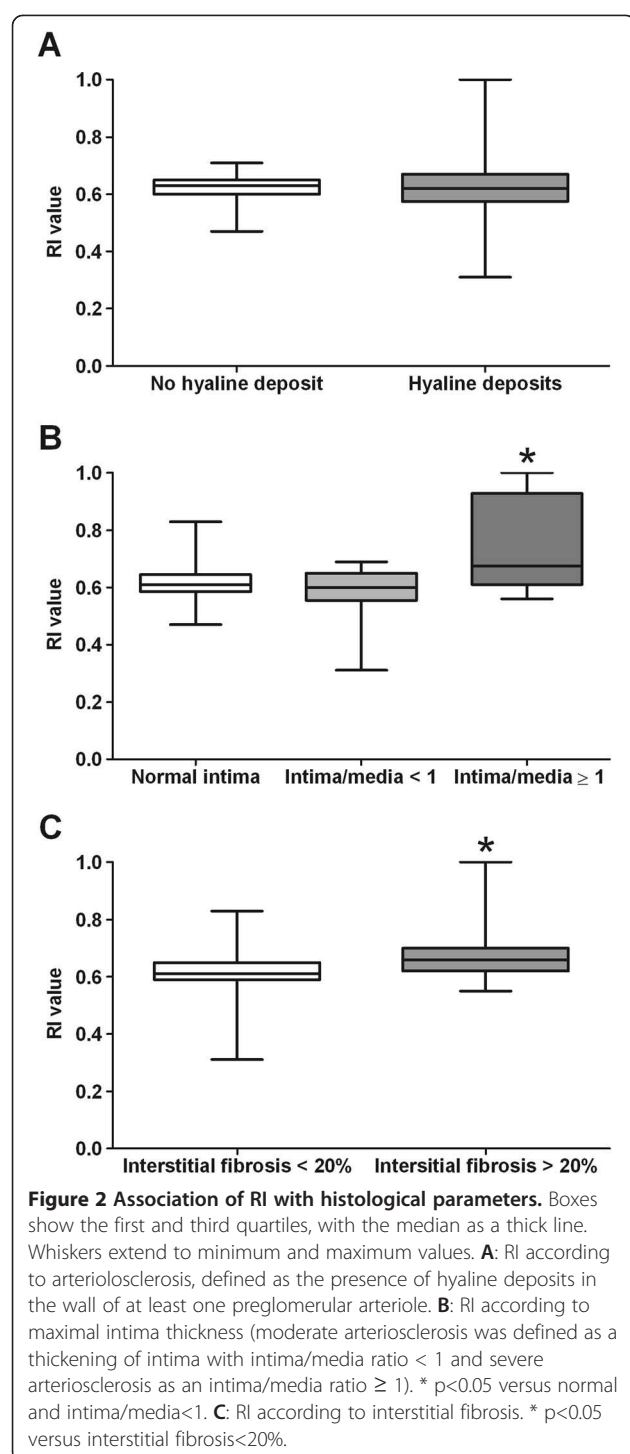 A
RI value
1.0
0.8
0.6
0.4
0.2
0.0
No hyaline deposit Hyaline deposits
B
*
RI value
1.0
0.8
0.6
0.4
0.2
0.0
Normal intima Intima/media < 1 Intima/media ≥ 1
C
*
RI value
1.0
0.8
0.6
0.4
0.2
0.0
Interstitial fibrosis < 20% Intersitial fibrosis > 20%
Figure 2 Association of RI with histological parameters. Boxes
show the first and third quartiles, with the median as a thick line.
Whiskers extend to minimum and maximum values. A: RI according
to arteriolosclerosis, defined as the presence of hyaline deposits in
the wall of at least one preglomerular arteriole. B: RI according to
maximal intima thickness (moderate arteriosclerosis was defined as a
thickening of intima with intima/media ratio < 1 and severe
arteriosclerosis as an intima/media ratio ≥ 1). * p<0.05 versus normal
and intima/media<1. C: RI according to interstitial fibrosis. * p<0.05
versus interstitial fibrosis<20%.